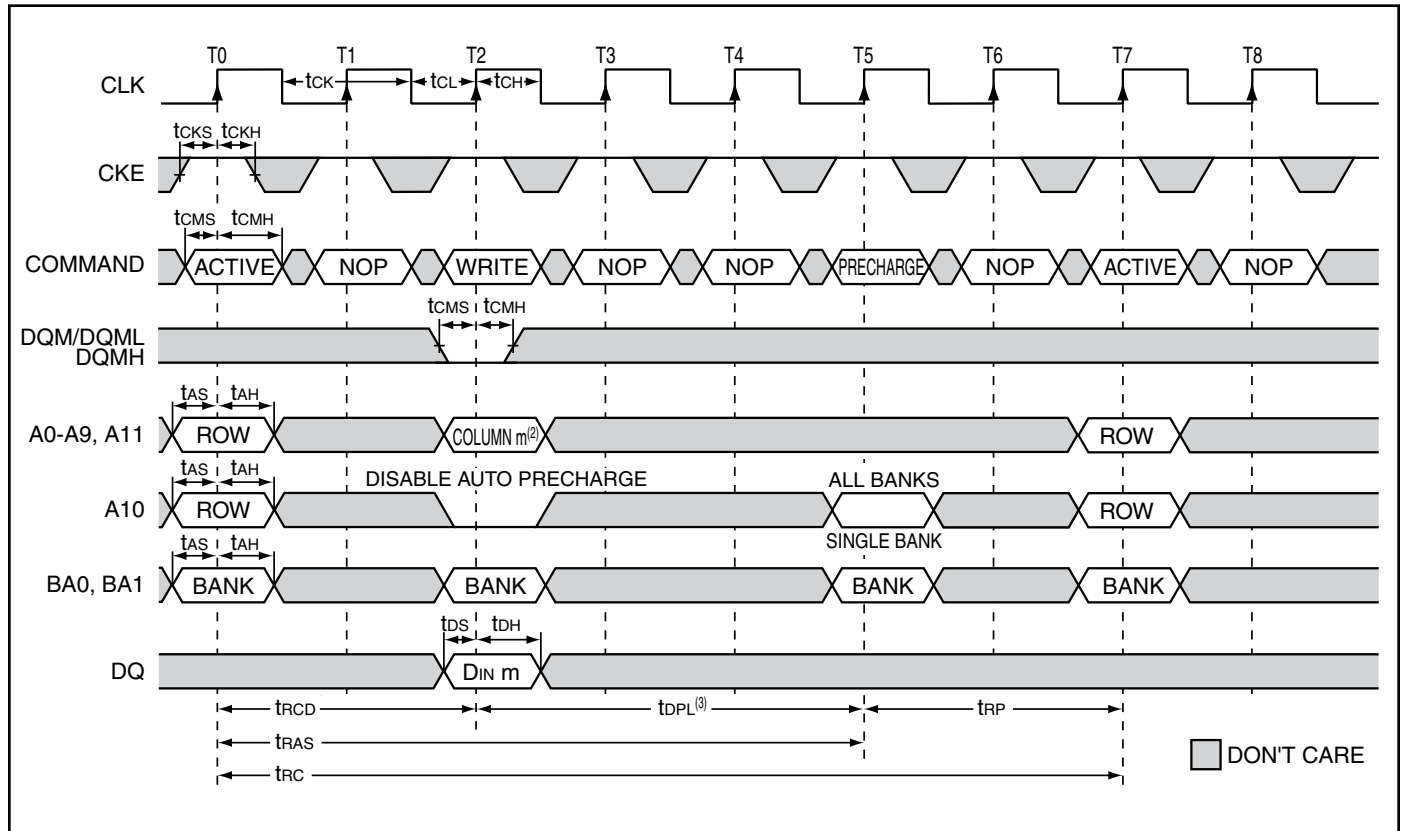 T0 T1 T2 T3 T4 T5 T6 T7 T8
CLK tCK tCL tCH
tCKS tCKH
CKE
tCMS tCMH
COMMAND ACTIVE NOP WRITE NOP NOP PRECHARGE NOP ACTIVE NOP
tCMS tCMH
DQM/DQML
DQMH
tAS tAH
A0-A9, A11 ROW COLUMN m(2) ROW
tAS tAH DISABLE AUTO PRECHARGE ALL BANKS
A10 ROW ROW
tAS tAH SINGLE BANK
BA0, BA1 BANK BANK BANK BANK
tDS tDH
DQ DIN m
tRCD tDPL(3) tRP
tRAS
DON'T CARE
tRC